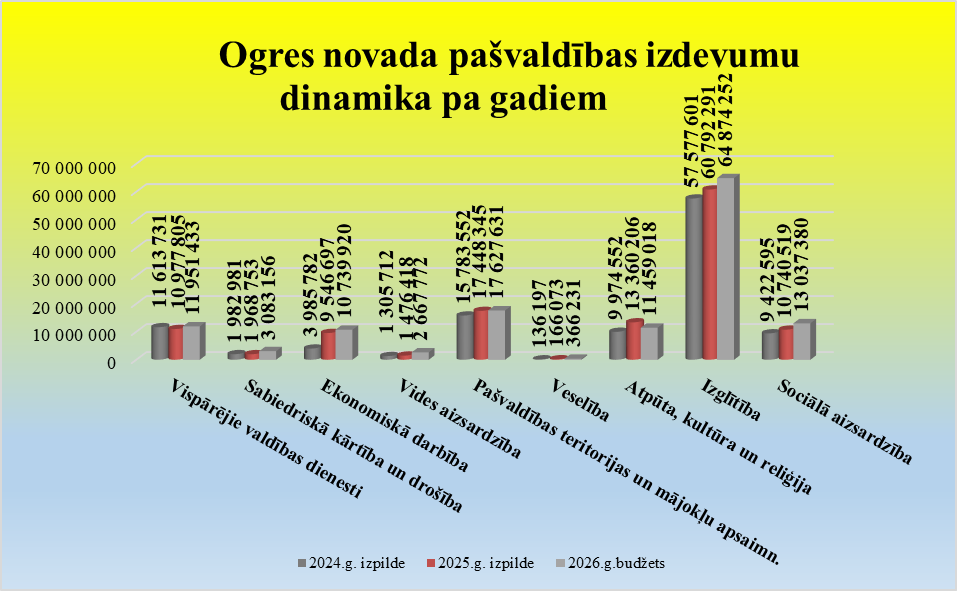 Ogres novada pašvaldības izdevumu
dinamika pa gadiem
70 000 000
60 000 000
50 000 000
40 000 000
30 000 000
20 000 000
10 000 000
0
11 613 731
10 977 805
11 951 433
1 982 981
1 968 753
3 083 156
3 985 782
9 546 697
10 739 920
1 305 712
1 476 418
2 667 772
15 783 552
17 448 345
17 627 631
136 197
166 073
366 231
9 974 552
13 360 206
11 459 018
57 577 601
60 792 291
64 874 252
9 422 595
10 740 519
13 037 380
Vispārējie valdības dienesti
Sabiedriskā kārtība un drošība
Ekonomiskā darbība
Vides aizsardzība
Pašvaldības teritorijas un mājokļu apsaimn.
Veselība
Atpūta, kultūra un reliģija
Izglītība
Sociālā aizsardzība
2024.g. izpilde
2025.g. izpilde
2026.g.budžets